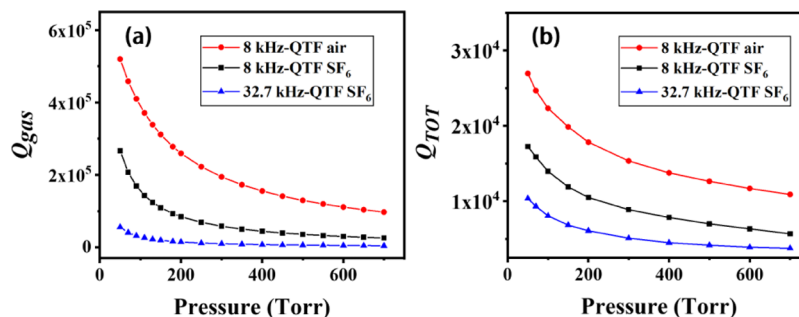 (a)
8 kHz-QTF air
8 kHz-QTF SF6
32.7 kHz-QTF SF6
Qgas
6x10^5
4x10^5
2x10^5
0
0 200 400 600
Pressure (Torr)
(b)
8 kHz-QTF air
8 kHz-QTF SF6
32.7 kHz-QTF SF6
QTOT
3x10^4
2x10^4
1x10^4
0 200 400 600
Pressure (Torr)